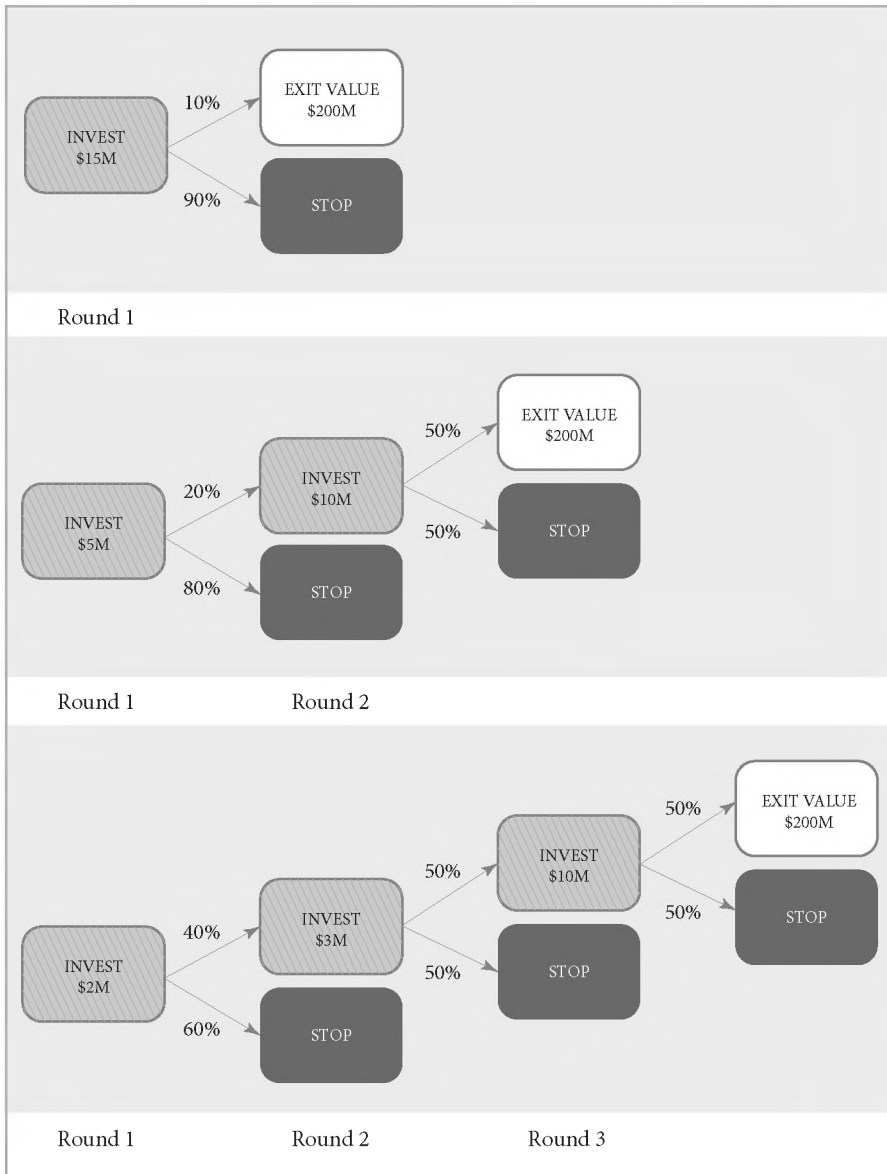 10%
EXIT VALUE
$200M
INVEST
$15M
90%
STOP
Round 1
EXIT VALUE
$200M
50%
20%
INVEST
$10M
INVEST
$5M
50%
STOP
80%
STOP
Round 1 Round 2
EXIT VALUE
$200M
50%
INVEST
$10M
50%
40%
INVEST
$3M
50%
STOP
INVEST
$2M
50%
STOP
60%
STOP
Round 1 Round 2 Round 3